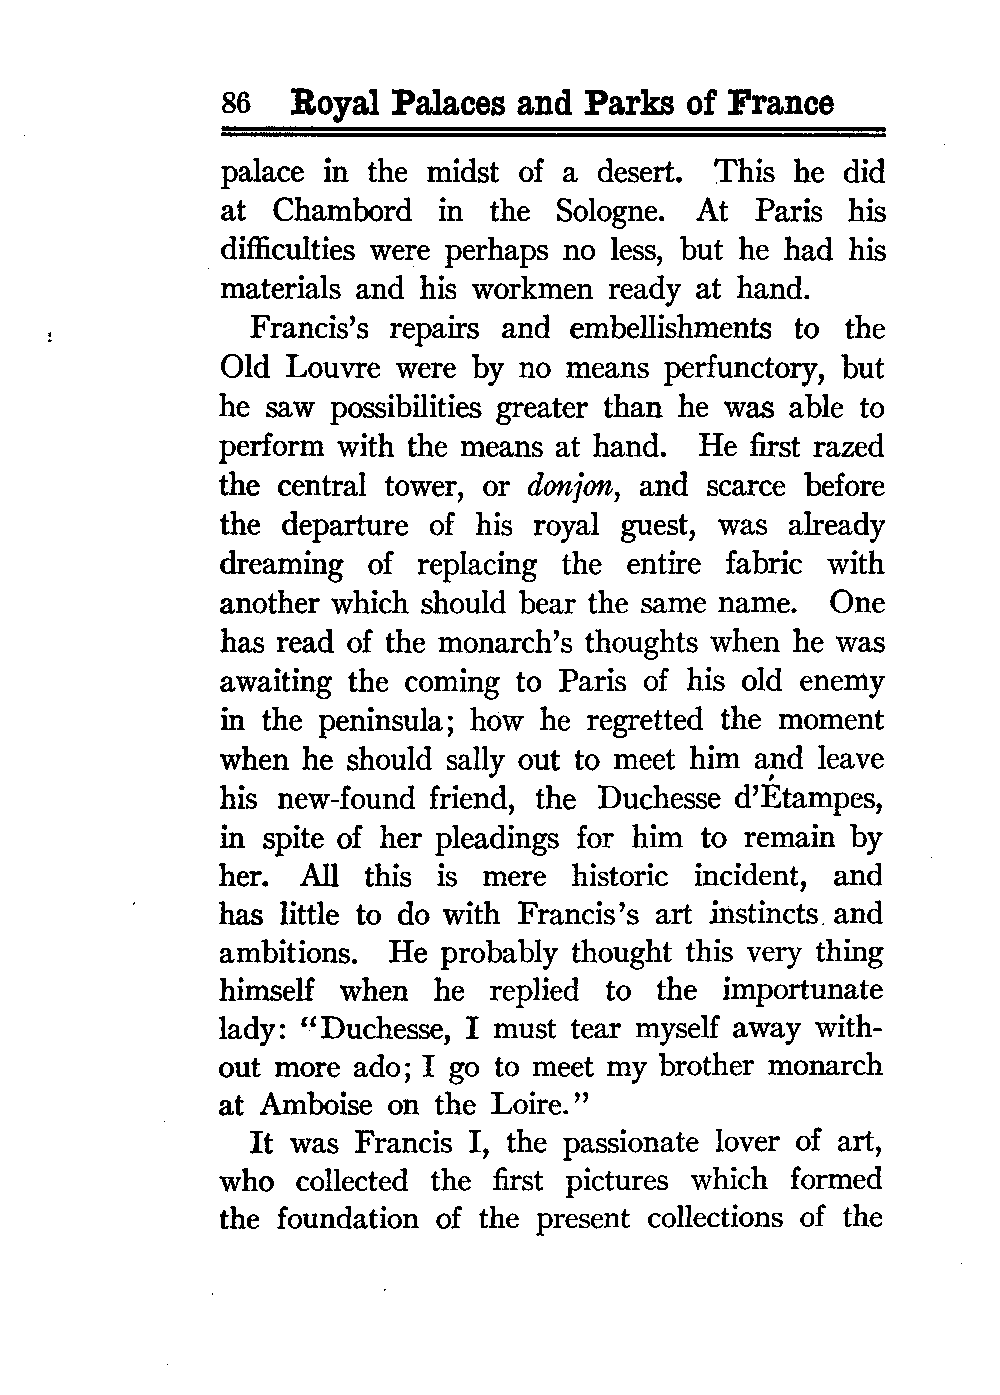 86 Royal Palaces and Parks of France
palace in the midst of a desert. This he did
at Chambord in the Sologne. At Paris his
difficulties were perhaps no less, but he had his
materials and his workmen ready at hand.
Francis's repairs and embellishments to the
Old Louvre were by no means perfunctory, but
he saw possibilities greater than he was able to
perform with the means at hand. He first razed
the central tower, or donjon, and scarce before
the departure of his royal guest, was already
dreaming of replacing the entire fabric with
another which should bear the same name. One
has read of the monarch's thoughts when he was
awaiting the coming to Paris of his old enemy
in the peninsula; how he regretted the moment
when he should sally out to meet him and leave
his new-found friend, the Duchesse d'Étampes,
in spite of her pleadings for him to remain by
her. All this is mere historic incident, and
has little to do with Francis's art instincts and
ambitions. He probably thought this very thing
himself when he replied to the importunate
lady: "Duchesse, I must tear myself away with-
out more ado; I go to meet my brother monarch
at Amboise on the Loire."
It was Francis I, the passionate lover of art,
who collected the first pictures which formed
the foundation of the present collections of the